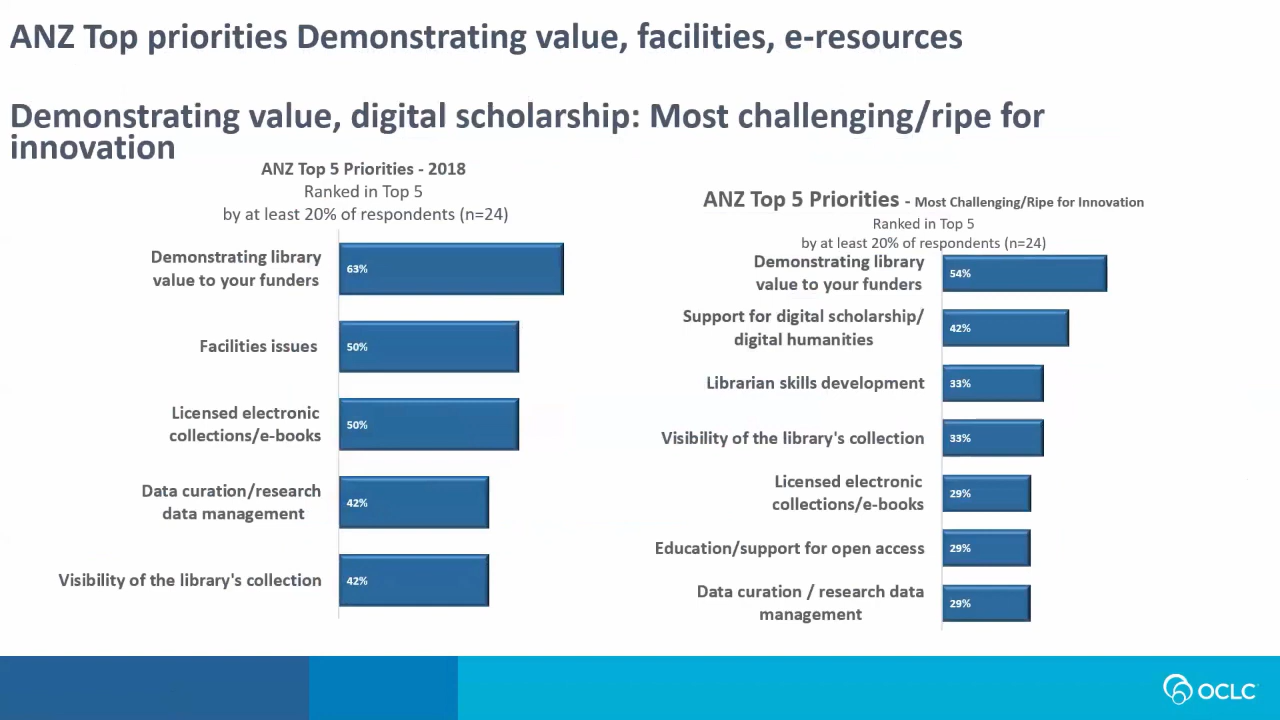 ANZ Top priorities Demonstrating value, facilities, e-resources
Demonstrating value, digital scholarship: Most challenging/ripe for
innovation
ANZ Top 5 Priorities - 2018
Ranked in Top 5
by at least 20% of respondents (n=24)
Demonstrating library
value to your funders
63%
Facilities issues
50%
Licensed electronic
collections/e-books
50%
Data curation/research
data management
42%
Visibility of the library's collection
42%
ANZ Top 5 Priorities - Most Challenging/Ripe for Innovation
Ranked in Top 5
by at least 20% of respondents (n=24)
Demonstrating library
value to your funders
54%
Support for digital scholarship/
digital humanities
42%
Librarian skills development
33%
Visibility of the library's collection
33%
Licensed electronic
collections/e-books
29%
Education/support for open access
29%
Data curation / research data
management
29%
OCLC